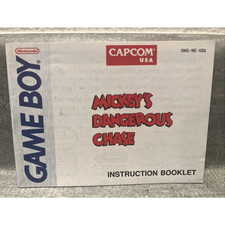 Nintendo
GAME BOY
CAPCOM
USA
DMG-MC-USA
MICKEY'S
DANGEROUS
CHASE
INSTRUCTION BOOKLET